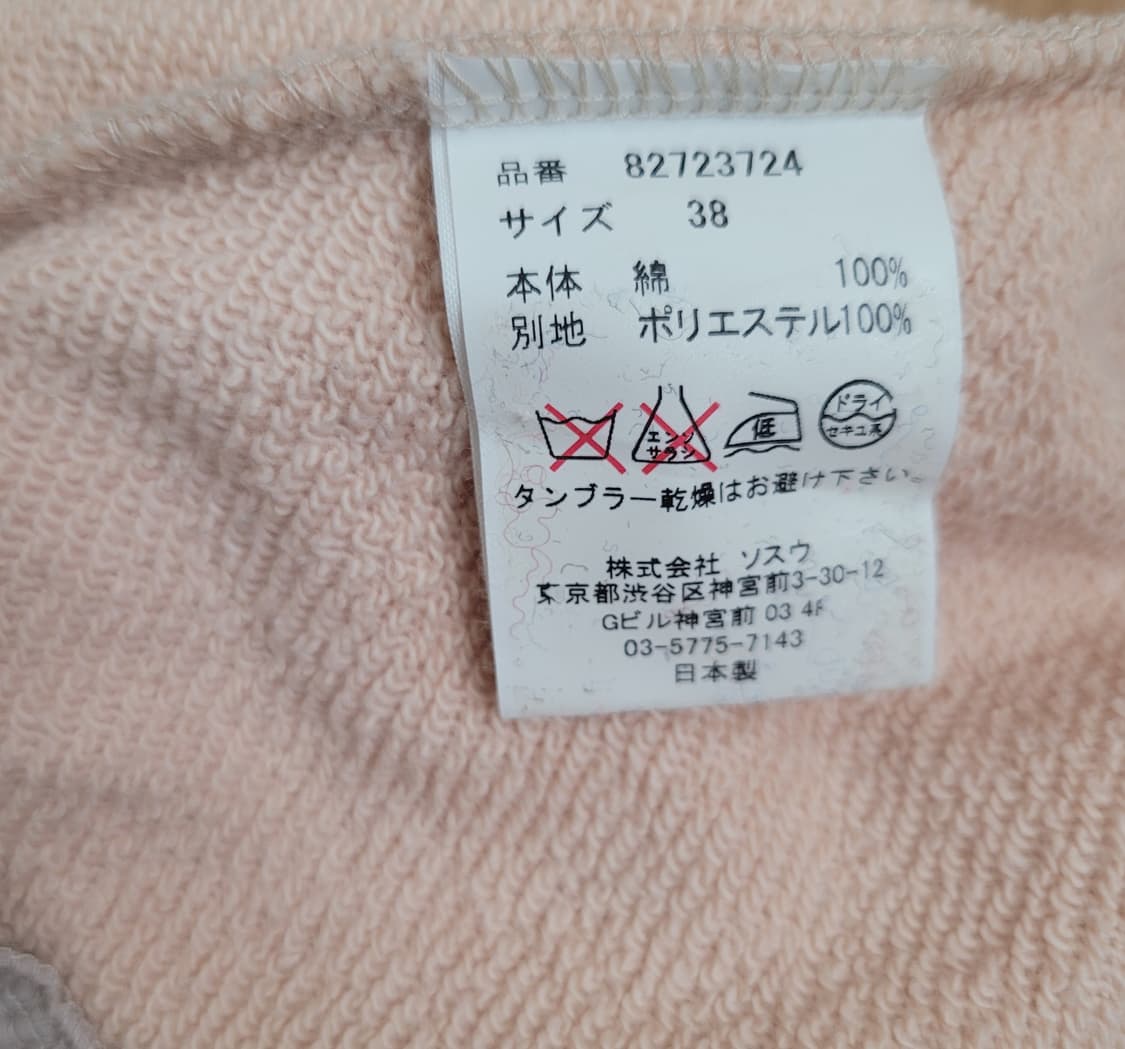 品番 82723724
サイズ 38
本体 綿 100%
別地 ポリエステル100%
エンソ サラシ 低 ドライ セキユ系
タンブラー乾燥はお避け下さい。
株式会社 ソスウ
東京都渋谷区神宮前3-30-12
Gビル神宮前 03 4F
03-5775-7143
日本製